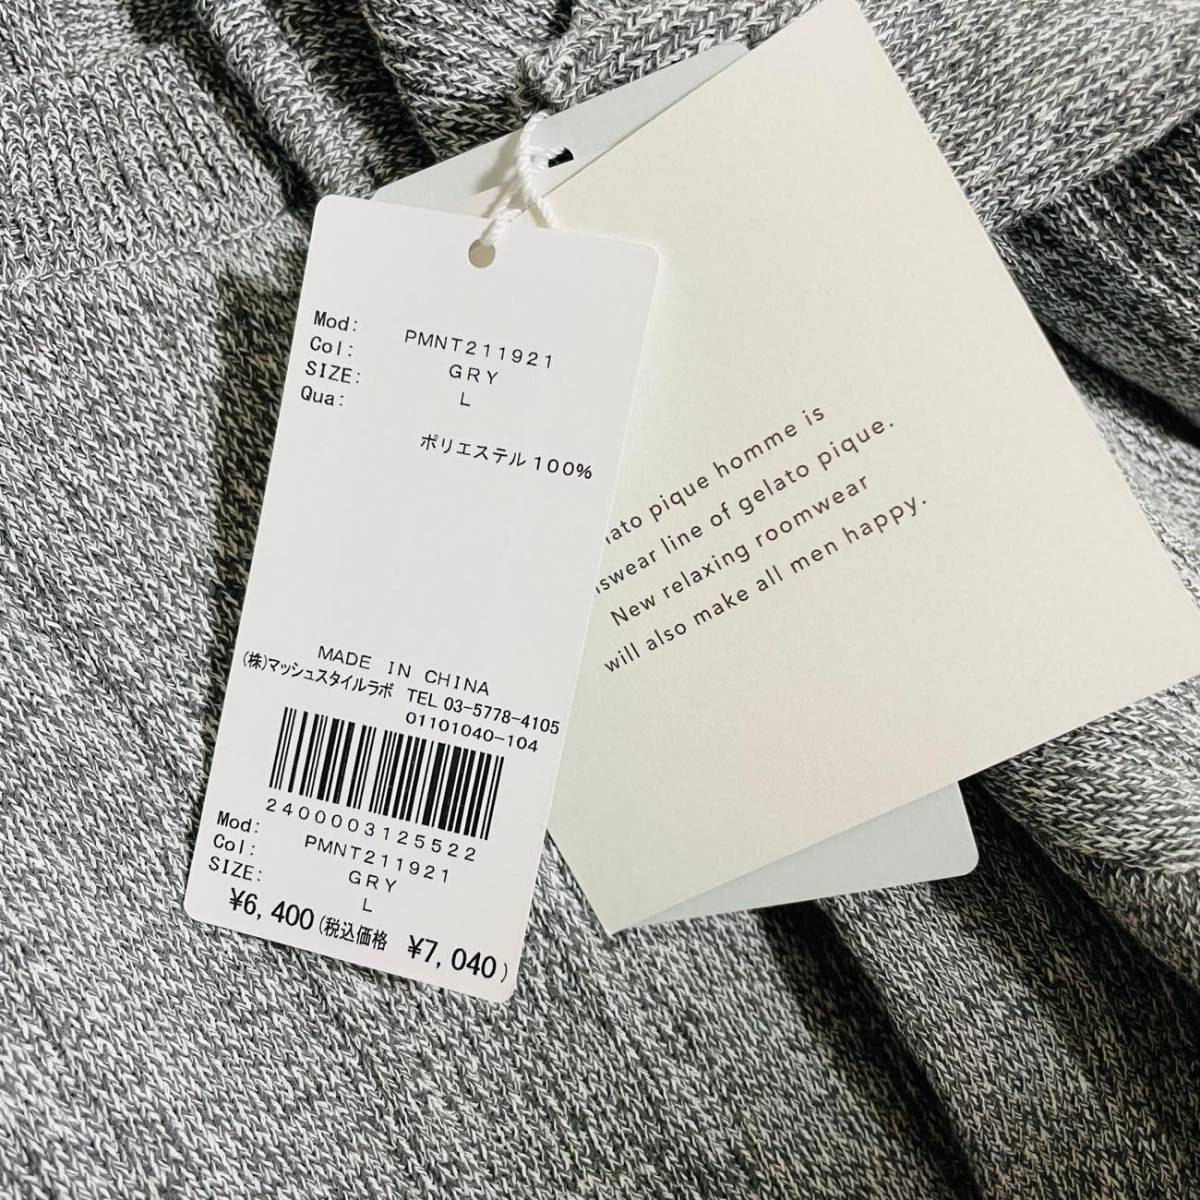 Mod: PMNT211921
Col: GRY
SIZE: L
Qua:
ポリエステル100%
MADE IN CHINA
(株)マッシュスタイルラボ TEL 03-5778-4105
01101040-104
2400003125522
Mod: PMNT211921
Col: GRY
SIZE: L
¥6,400(税込価格 ¥7,040)
pique homme is
line of gelato pique.
New relaxing roomwear
will also make all men happy.